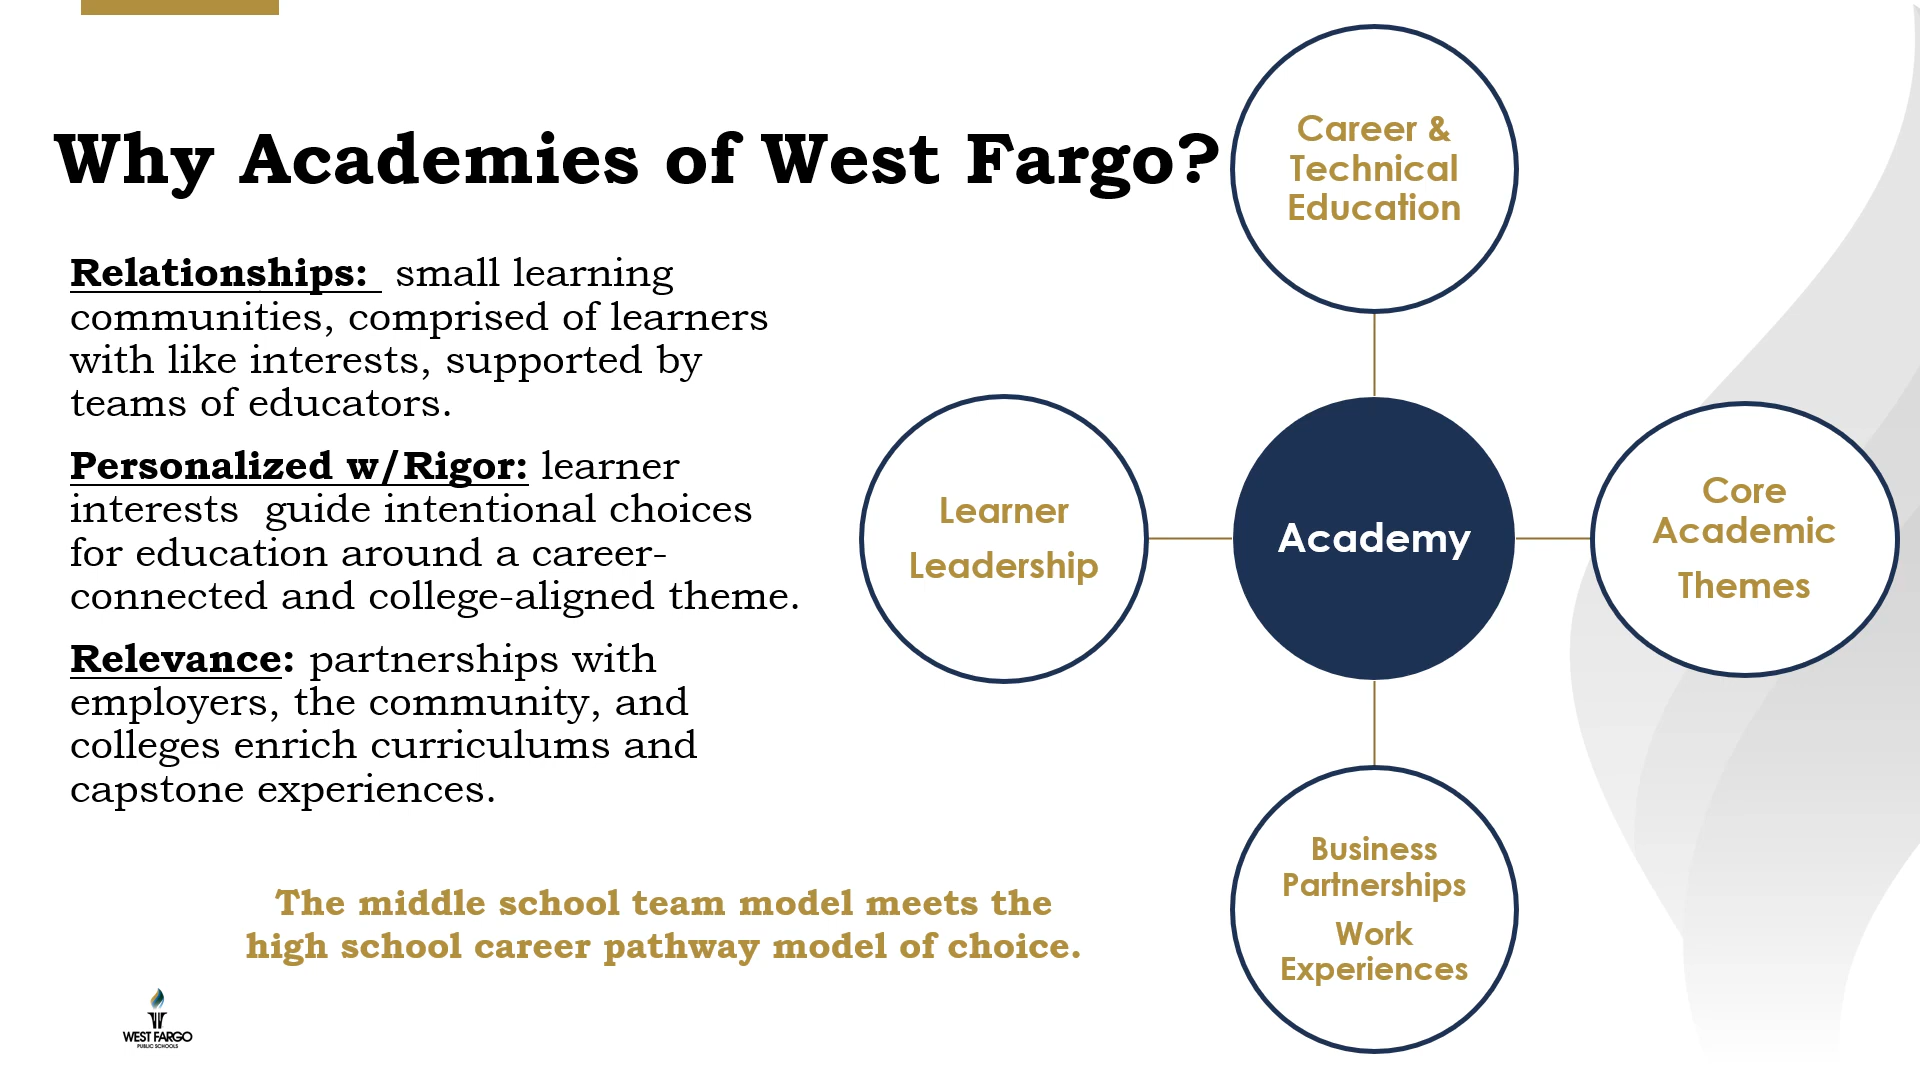 Why Academies of West Fargo?
Relationships: small learning
communities, comprised of learners
with like interests, supported by
teams of educators.
Personalized w/Rigor: learner
interests  guide intentional choices
for education around a career-
connected and college-aligned theme.
Relevance: partnerships with
employers, the community, and
colleges enrich curriculums and
capstone experiences.
The middle school team model meets the
high school career pathway model of choice.
Career &
Technical
Education
Learner
Leadership
Academy
Core
Academic
Themes
Business
Partnerships
Work
Experiences
WEST FARGO
PUBLIC SCHOOLS